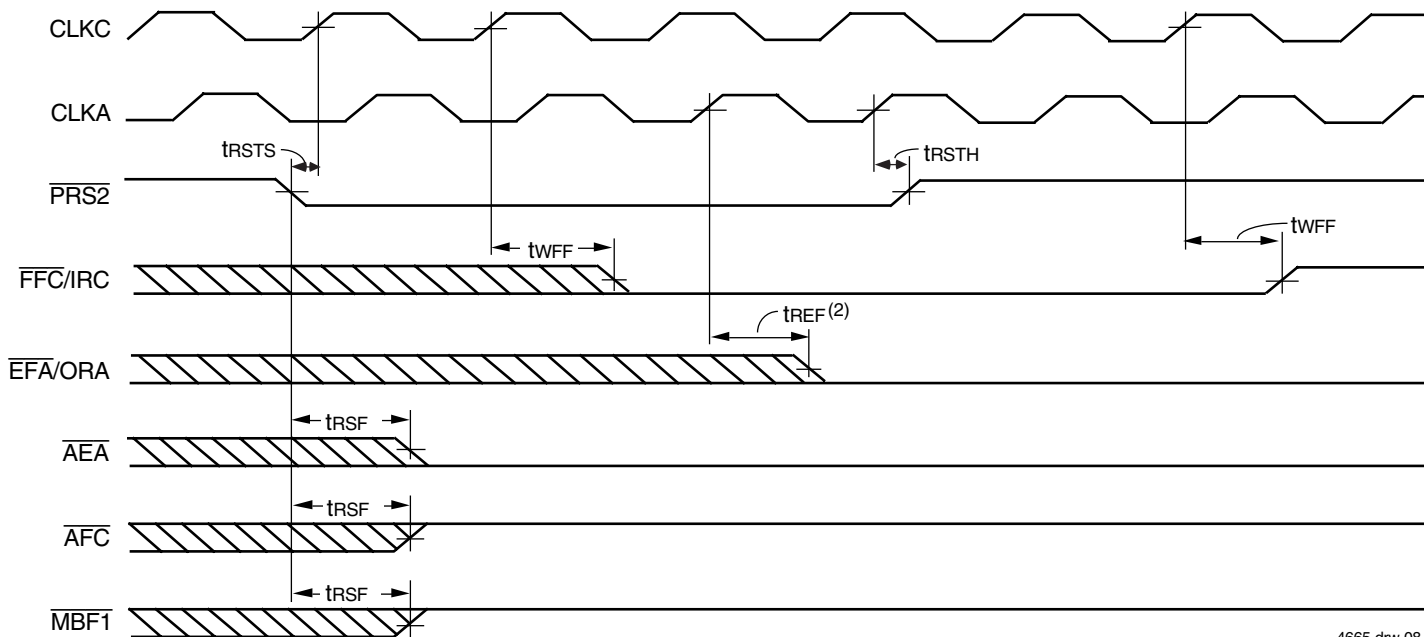 CLKC
CLKA
tRSTS
tRSTH
PRS2
tWFF
tWFF
FFC/IRC
tREF(2)
EFA/ORA
tRSF
AEA
tRSF
AFC
tRSF
MBF1